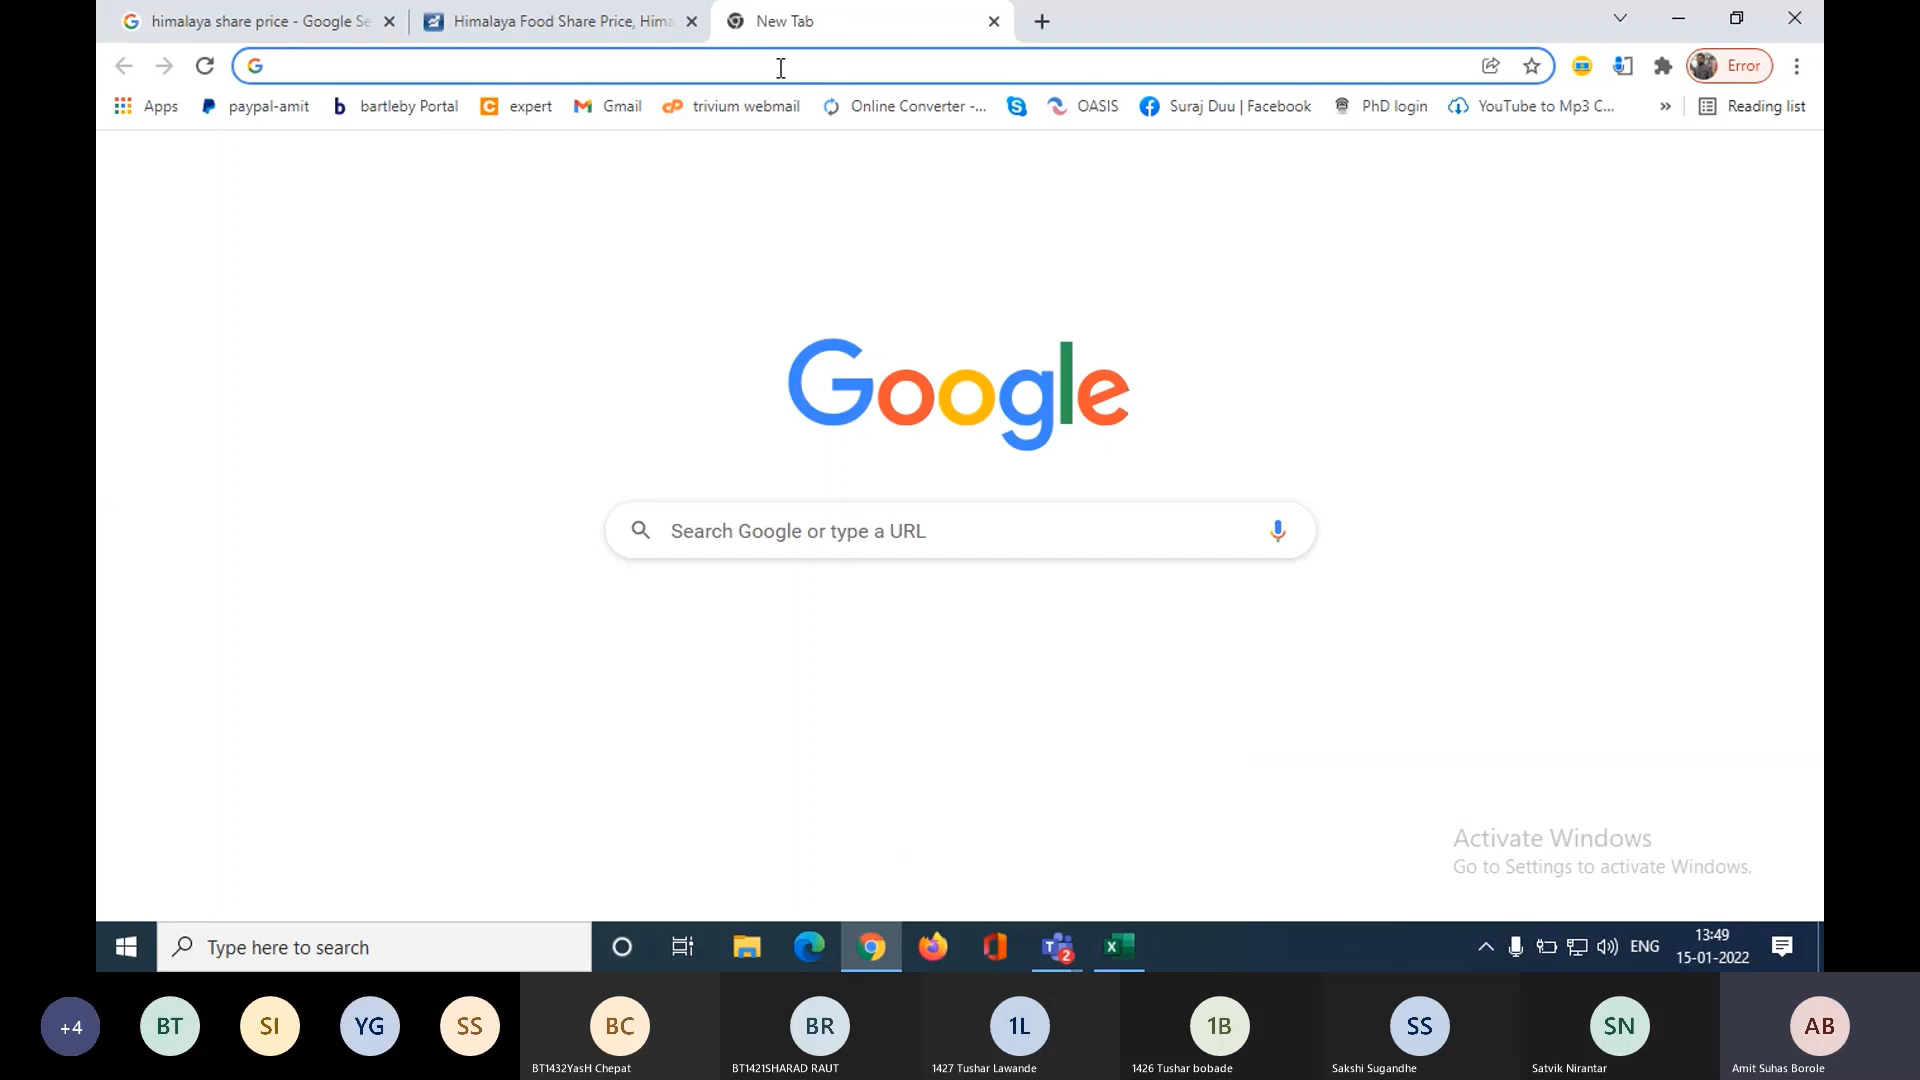 himalaya share price - Google Se
Himalaya Food Share Price, Hima
New Tab
Error
Apps
paypal-amit
bartleby Portal
expert
Gmail
trivium webmail
Online Converter -...
OASIS
Suraj Duu | Facebook
PhD login
YouTube to Mp3 C...
»
Reading list
Google
Search Google or type a URL
Activate Windows
Go to Settings to activate Windows.
Type here to search
2
ENG
13:49
15-01-2022
+4
BT
SI
YG
SS
BC
BR
1L
1B
SS
SN
AB
BT1432YasH Chepat
BT1421SHARAD RAUT
1427 Tushar Lawande
1426 Tushar bobade
Sakshi Sugandhe
Satvik Nirantar
Amit Suhas Borole